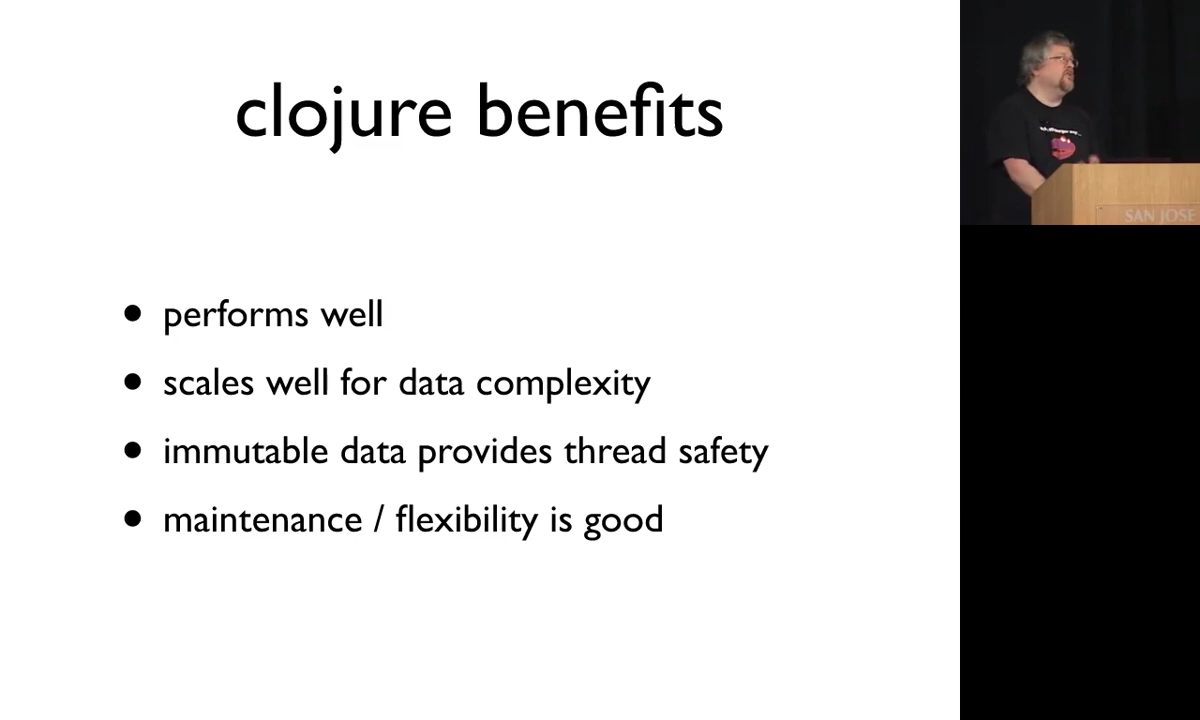 clojure benefits
performs well
scales well for data complexity
immutable data provides thread safety
maintenance / flexibility is good
SAN JOSE